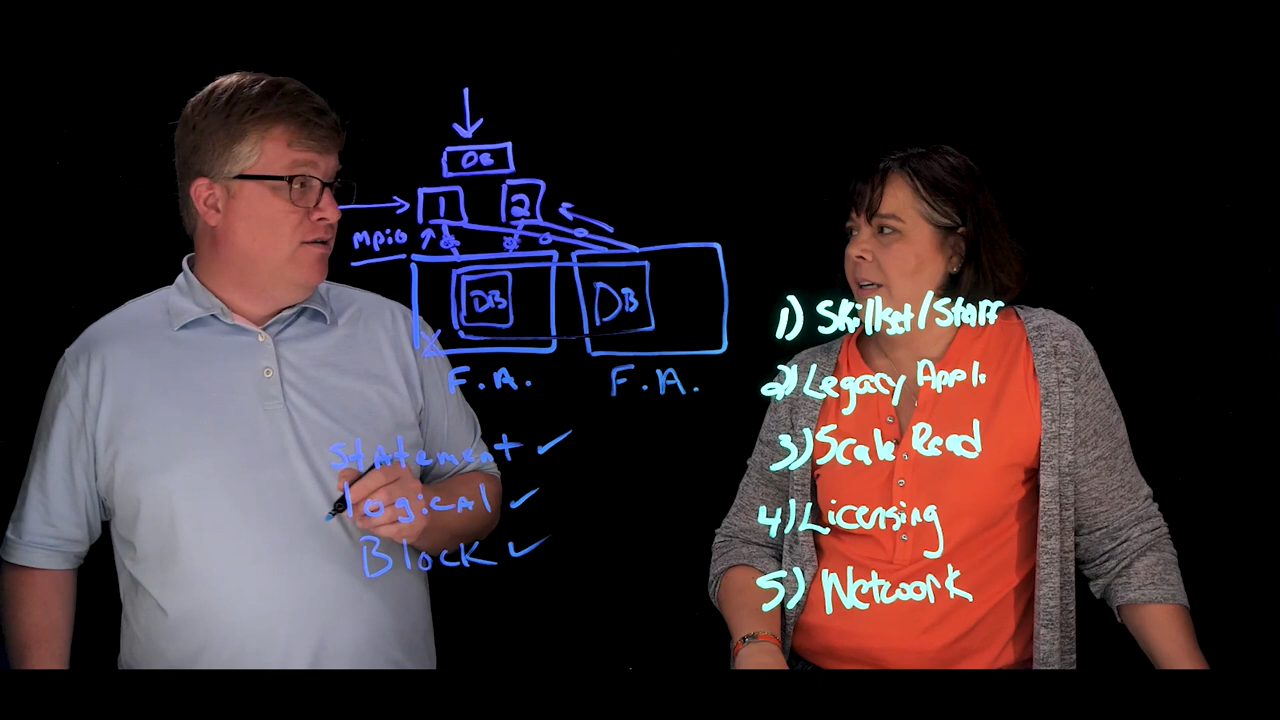 DB
1
2
MPIO
DB
DB
F.A.
F.A.
Statement ✓
Logical ✓
Block ✓
1) Skillset/Staff
2) Legacy Appl.
3) Scale Read
4) Licensing
5) Network